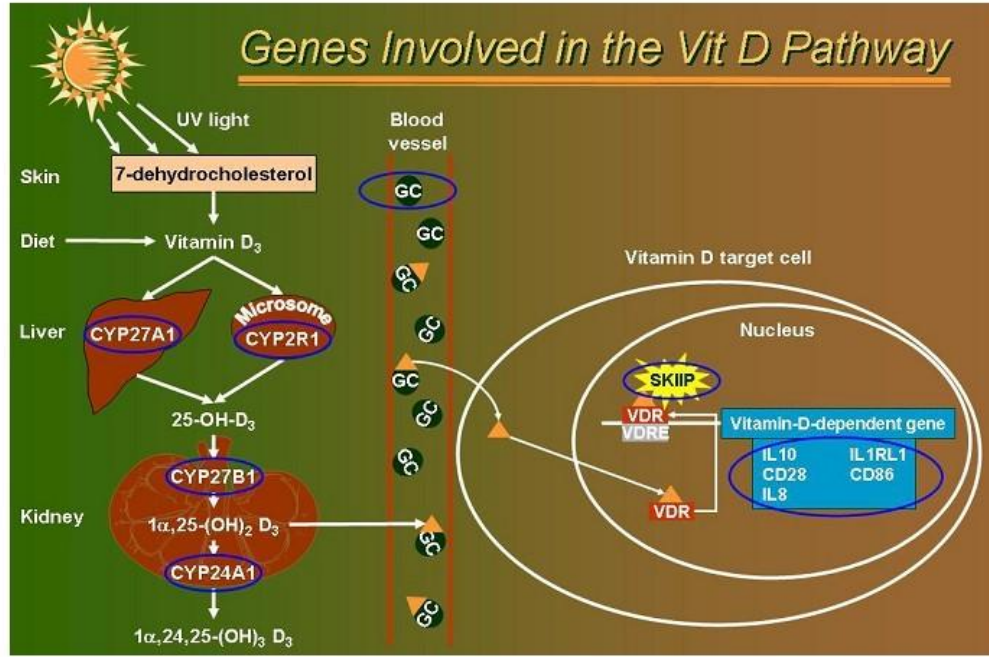 Genes Involved in the Vit D Pathway
UV light
Blood
vessel
Skin
7-dehydrocholesterol
GC
Diet
Vitamin D₃
GC
GC
Vitamin D target cell
Liver
CYP27A1
Microsome
CYP2R1
GC
Nucleus
GC
SKIIP
25-OH-D₃
GC
VDR
VDRE
Vitamin-D-dependent gene
IL10 IL1RL1
CD28 CD86
IL8
CYP27B1
GC
Kidney
1α,25-(OH)₂ D₃
GC
VDR
CYP24A1
GC
1α,24,25-(OH)₃ D₃